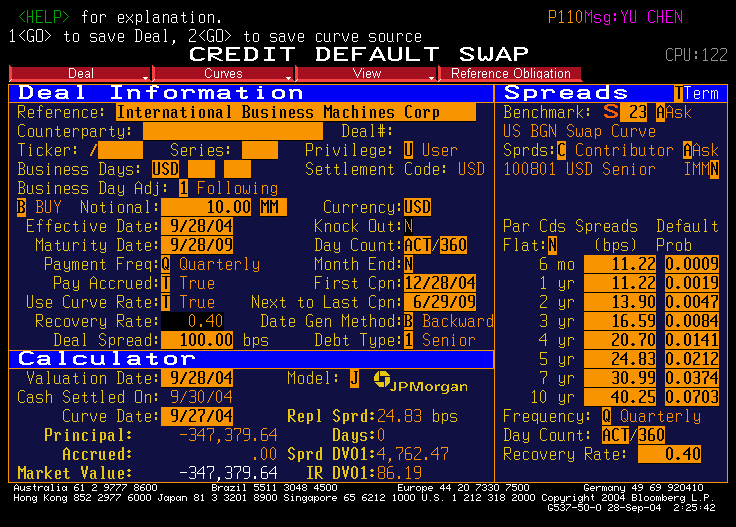 <HELP> for explanation. P110Msg:YU CHEN
1<GO> to save Deal, 2<GO> to save curve source
CREDIT DEFAULT SWAP CPU:122
Deal Curves View Reference Obligation
Deal Information
Reference: International Business Machines Corp
Counterparty: Deal#:
Ticker: / Series: Privilege: U User
Business Days: USD Settlement Code: USD
Business Day Adj: 1 Following
B BUY Notional: 10.00 MM Currency: USD
Effective Date: 9/28/04 Knock Out: N
Maturity Date: 9/28/09 Day Count: ACT/360
Payment Freq: Q Quarterly Month End: N
Pay Accrued: T True First Cpn: 12/28/04
Use Curve Rate: T True Next to Last Cpn: 6/29/09
Recovery Rate: 0.40 Date Gen Method: B Backward
Deal Spread: 100.00 bps Debt Type: 1 Senior
Calculator
Valuation Date: 9/28/04 Model: J JPMorgan
Cash Settled On: 9/30/04
Curve Date: 9/27/04 Repl Sprd: 24.83 bps
Principal: -347,379.64 Days: 0
Accrued: .00 Sprd DV01: 4,762.47
Market Value: -347,379.64 IR DV01: 86.19
Spreads T Term
Benchmark: S 23 A Ask
US BGN Swap Curve
Sprds: C Contributor A Ask
100801 USD Senior IMM N
Par Cds Spreads Default
Flat: N (bps) Prob
6 mo 11.22 0.0009
1 yr 11.22 0.0019
2 yr 13.90 0.0047
3 yr 16.59 0.0084
4 yr 20.70 0.0141
5 yr 24.83 0.0212
7 yr 30.99 0.0374
10 yr 40.25 0.0703
Frequency: Q Quarterly
Day Count: ACT/360
Recovery Rate: 0.40
Australia 61 2 9777 8600 Brazil 5511 3048 4500 Europe 44 20 7330 7500 Germany 49 69 920410
Hong Kong 852 2977 6000 Japan 81 3 3201 8900 Singapore 65 6212 1000 U.S. 1 212 318 2000 Copyright 2004 Bloomberg L.P.
G537-50-0 28-Sep-04 2:25:42